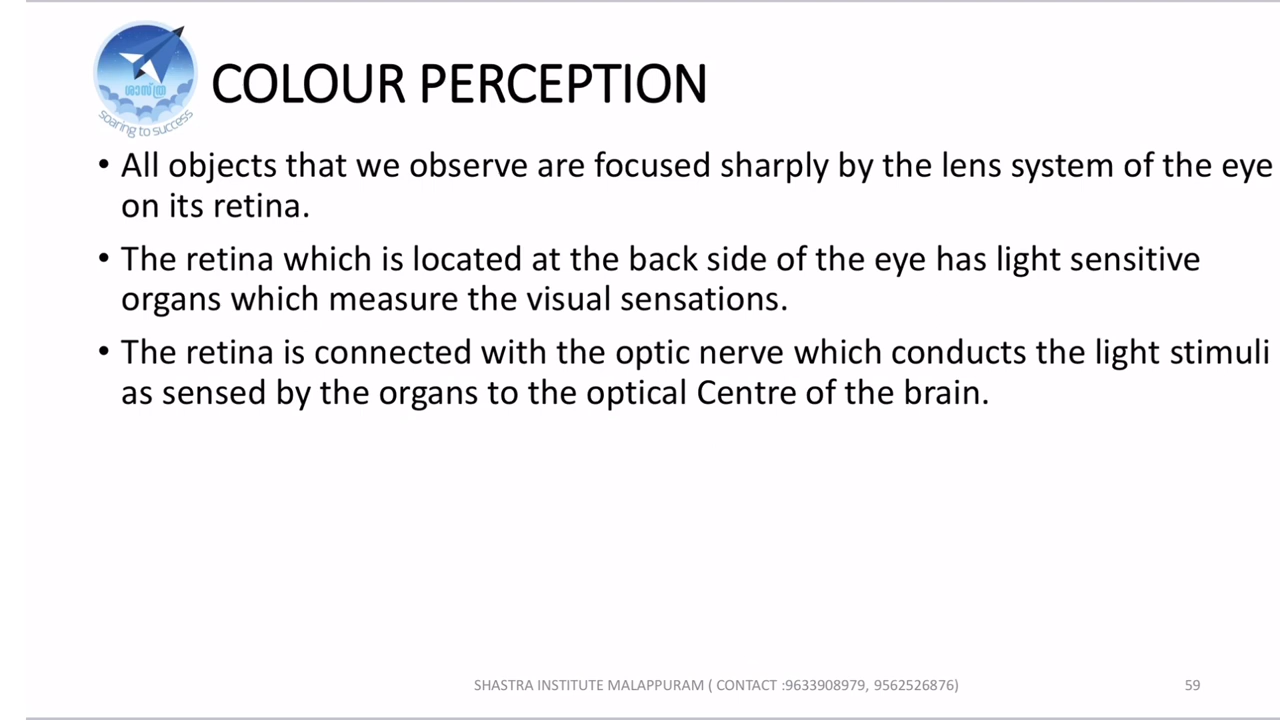 ശാസ്ത്ര
soaring to success
COLOUR PERCEPTION
• All objects that we observe are focused sharply by the lens system of the eye
on its retina.
• The retina which is located at the back side of the eye has light sensitive
organs which measure the visual sensations.
• The retina is connected with the optic nerve which conducts the light stimuli
as sensed by the organs to the optical Centre of the brain.
SHASTRA INSTITUTE MALAPPURAM ( CONTACT :9633908979, 9562526876)
59